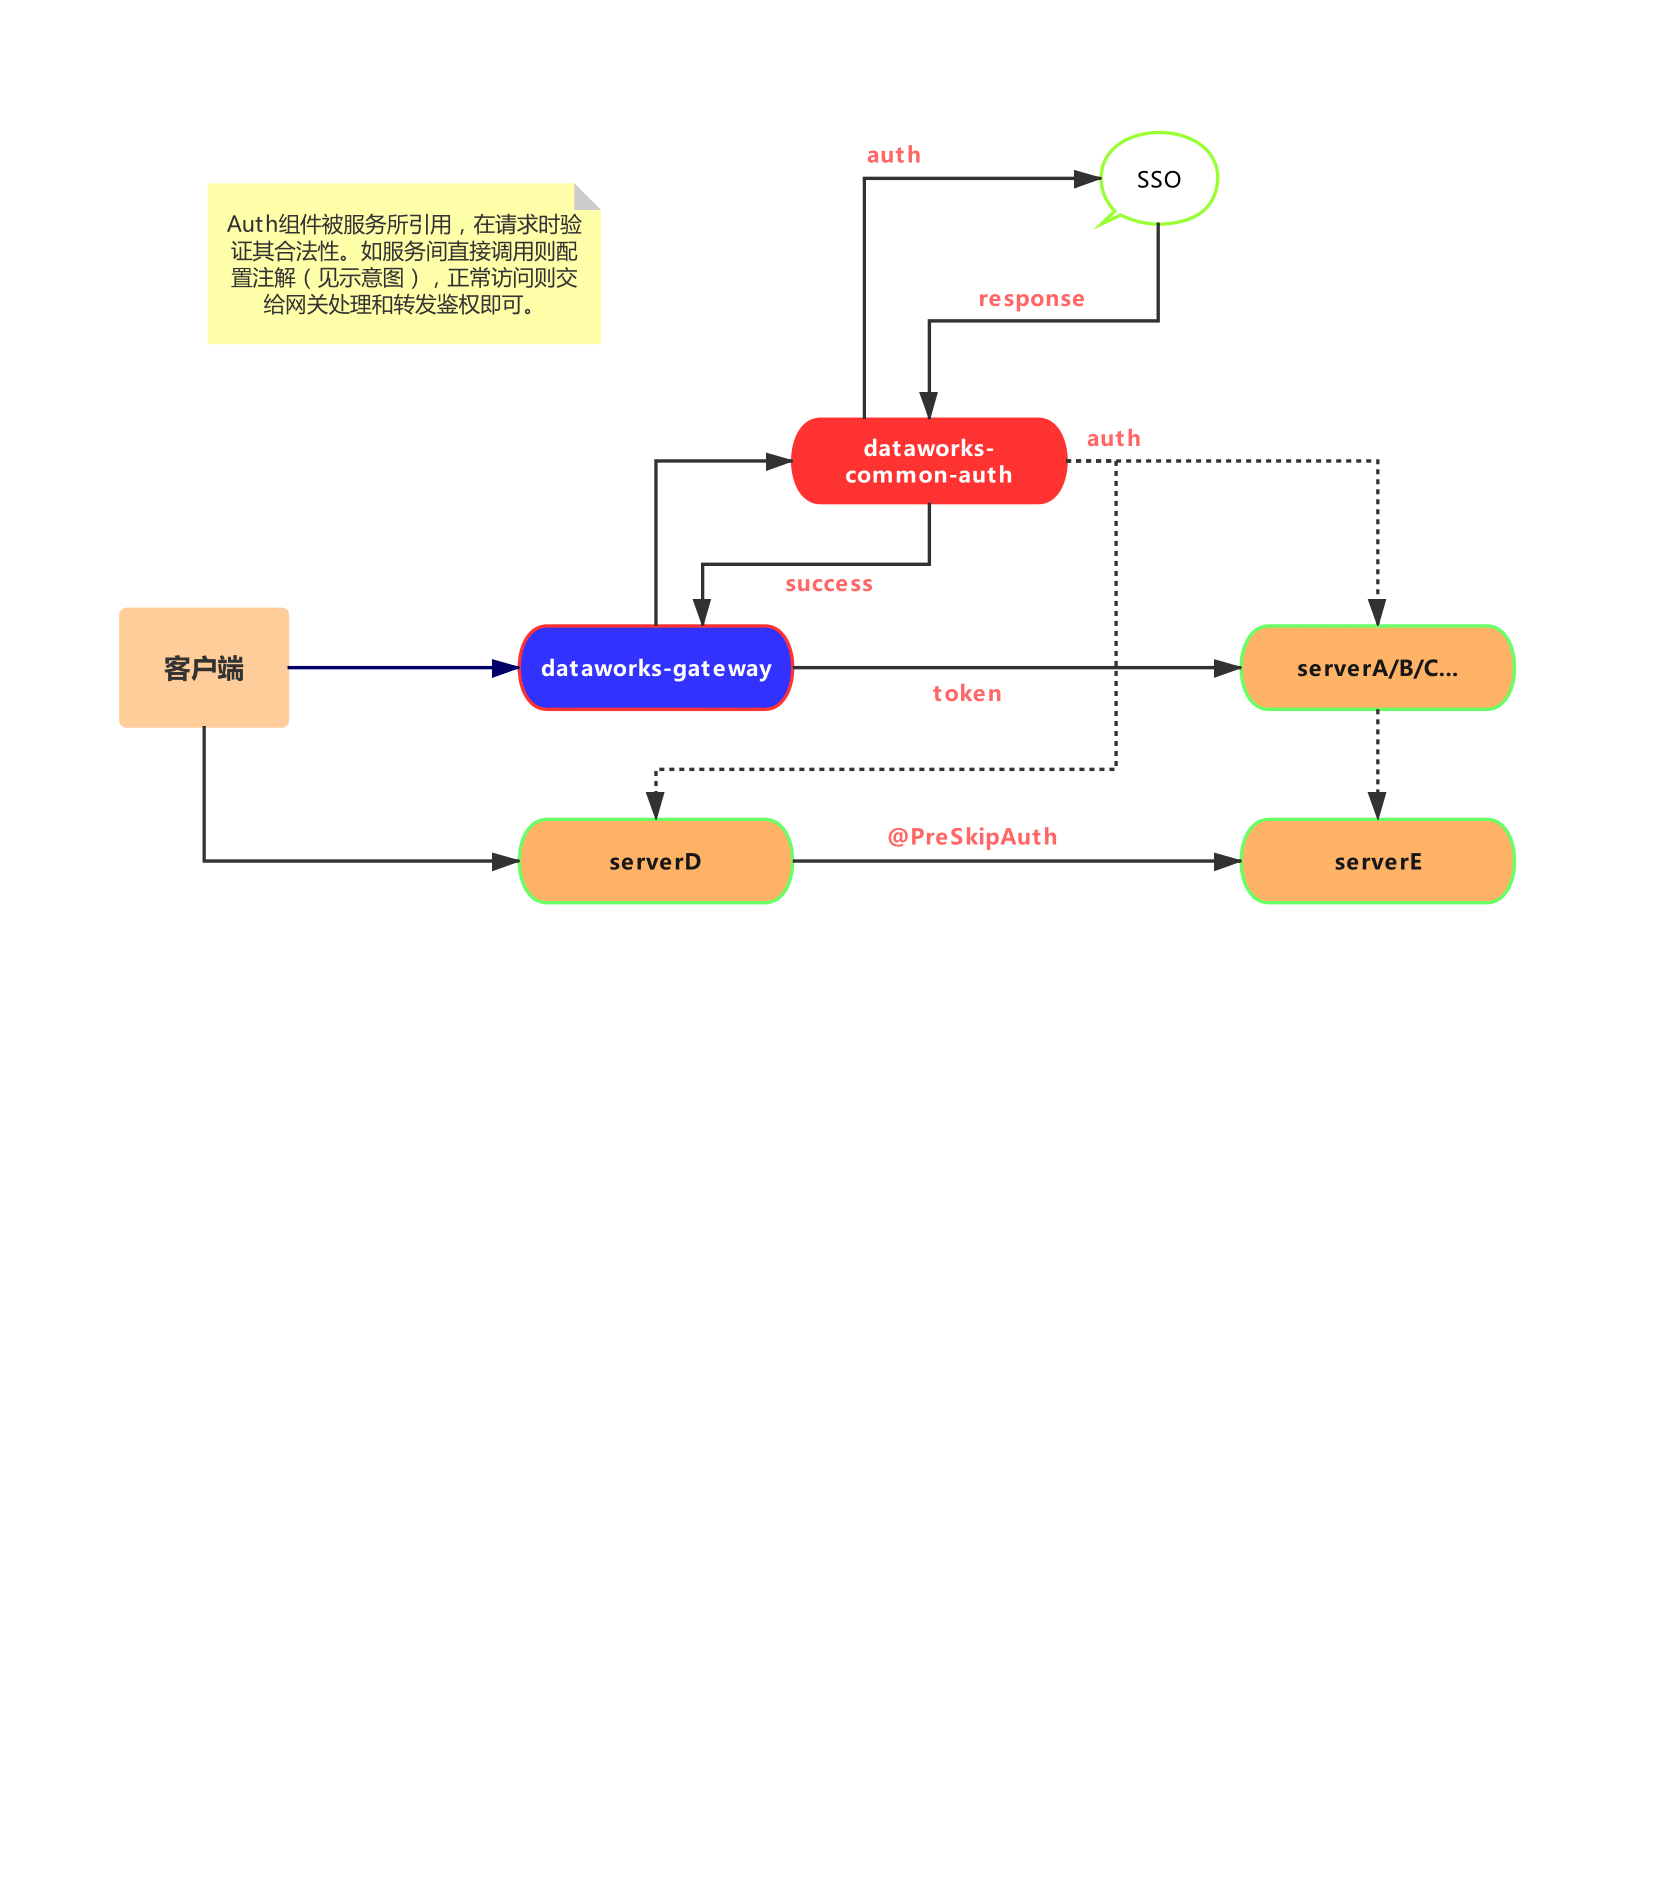 auth
SSO
Auth组件被服务所引用，在请求时验
证其合法性。如服务间直接调用则配
置注解（见示意图），正常访问则交
给网关处理和转发鉴权即可。
response
dataworks-
common-auth
auth
success
客户端
dataworks-gateway
token
serverA/B/C...
serverD
@PreSkipAuth
serverE